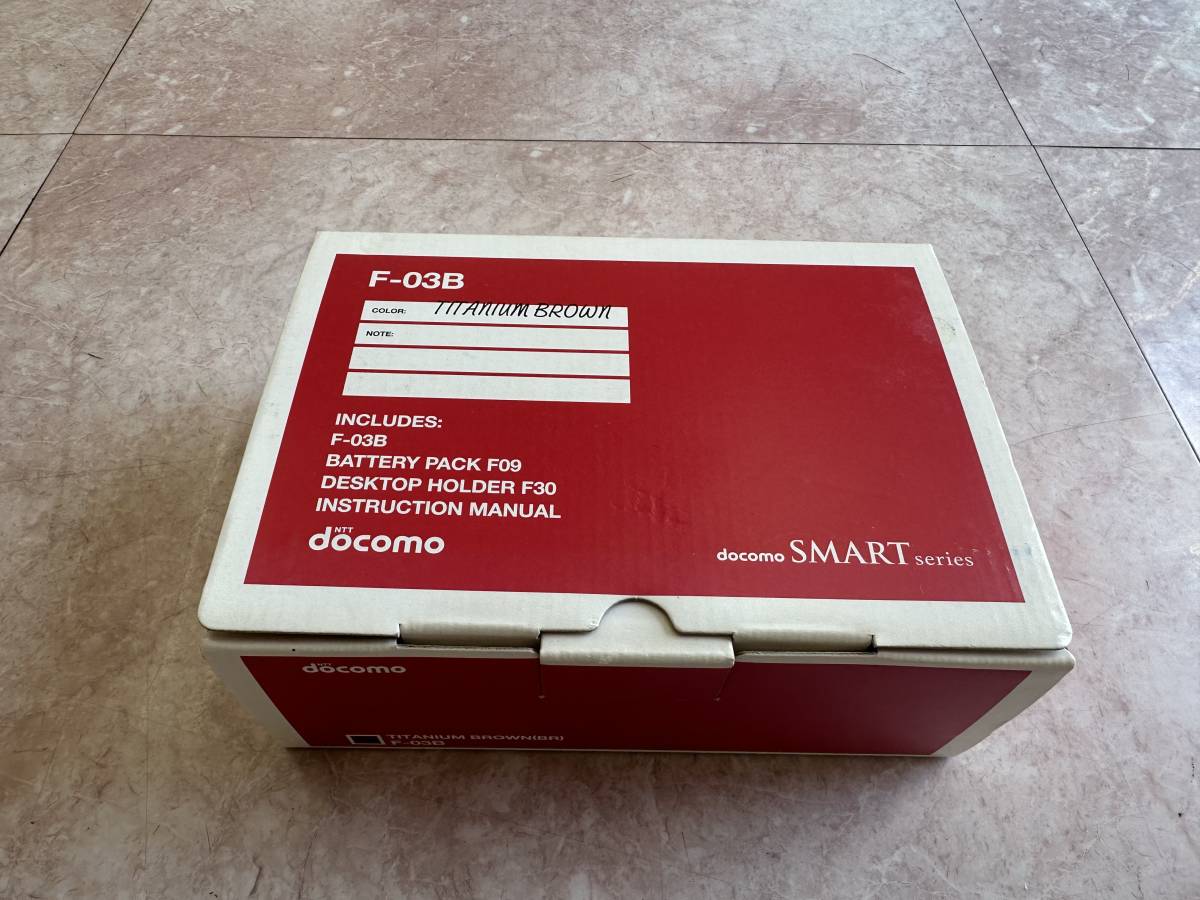 F-03B
COLOR: TITANIUM BROWN
NOTE:
INCLUDES:
F-03B
BATTERY PACK F09
DESKTOP HOLDER F30
INSTRUCTION MANUAL
NTT
docomo
docomo SMART series
NTT
docomo
TITANIUM BROWN(BR)
F-03B